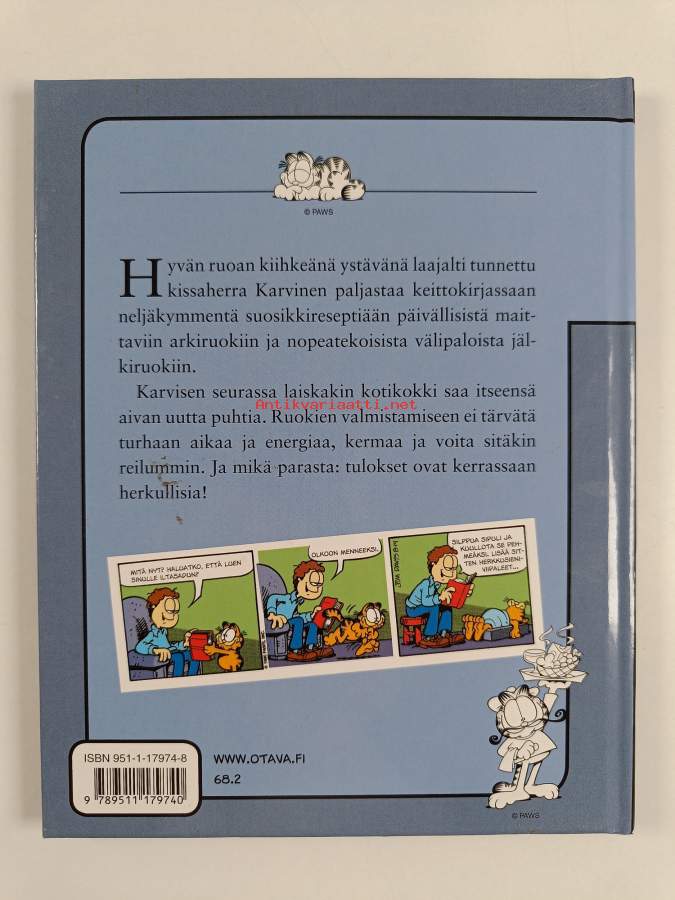 © PAWS
Hyvän ruoan kiihkeänä ystävänä laajalti tunnettu
kissaherra Karvinen paljastaa keittokirjassaan
neljäkymmentä suosikkireseptiään päivällisistä mait-
taviin arkiruokiin ja nopeatekoisista välipaloista jäl-
kiruokiin.
Karvisen seurassa laiskakin kotikokki saa itseensä
Antikvariaatti.net
aivan uutta puhtia. Ruokien valmistamiseen ei tärvätä
turhaan aikaa ja energiaa, kermaa ja voita sitäkin
reilummin. Ja mikä parasta: tulokset ovat kerrassaan
herkullisia!
MITÄ NYT? HALUATKO, ETTÄ LUEN
SINULLE ILTASADUN?
OLKOON MENNEEKSI.
SILPPUA SIPULI JA
KUULLOTA SE PEH-
MEÄKSI. LISÄÄ SIT-
TEN HERKKUSIENI-
VIIPALEET...
JIM DAVIS 8-14
ISBN 951-1-17974-8
9 789511 179740
WWW.OTAVA.FI
68.2
© PAWS